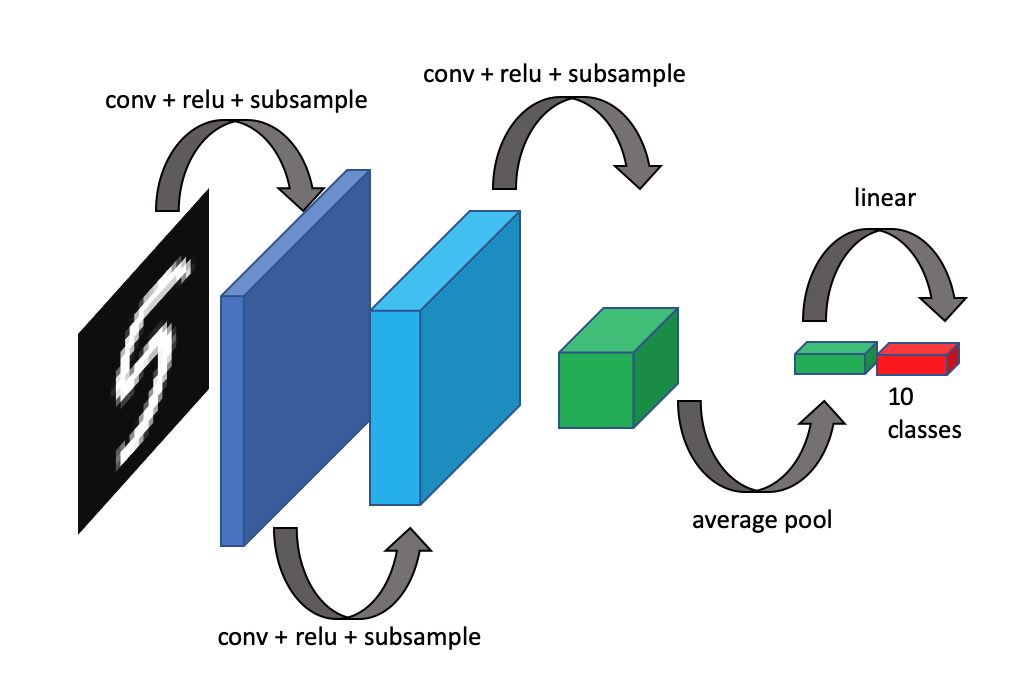 conv + relu + subsample
conv + relu + subsample
conv + relu + subsample
average pool
linear
10
classes